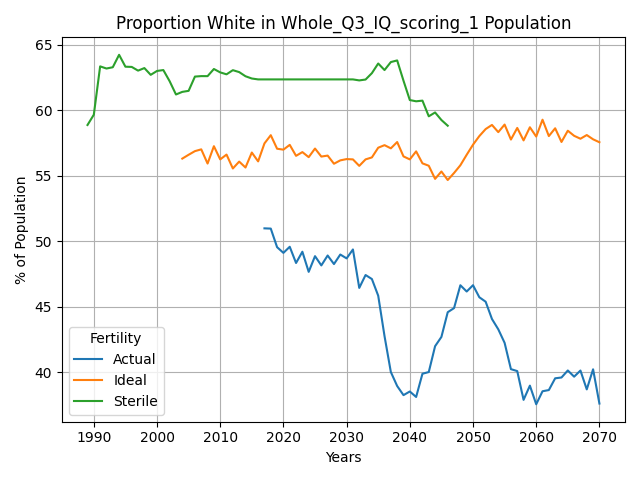 Proportion White in Whole_Q3_IQ_scoring_1 Population
% of Population
65
60
55
50
45
40
Fertility
Actual
Ideal
Sterile
1990 2000 2010 2020 2030 2040 2050 2060 2070
Years